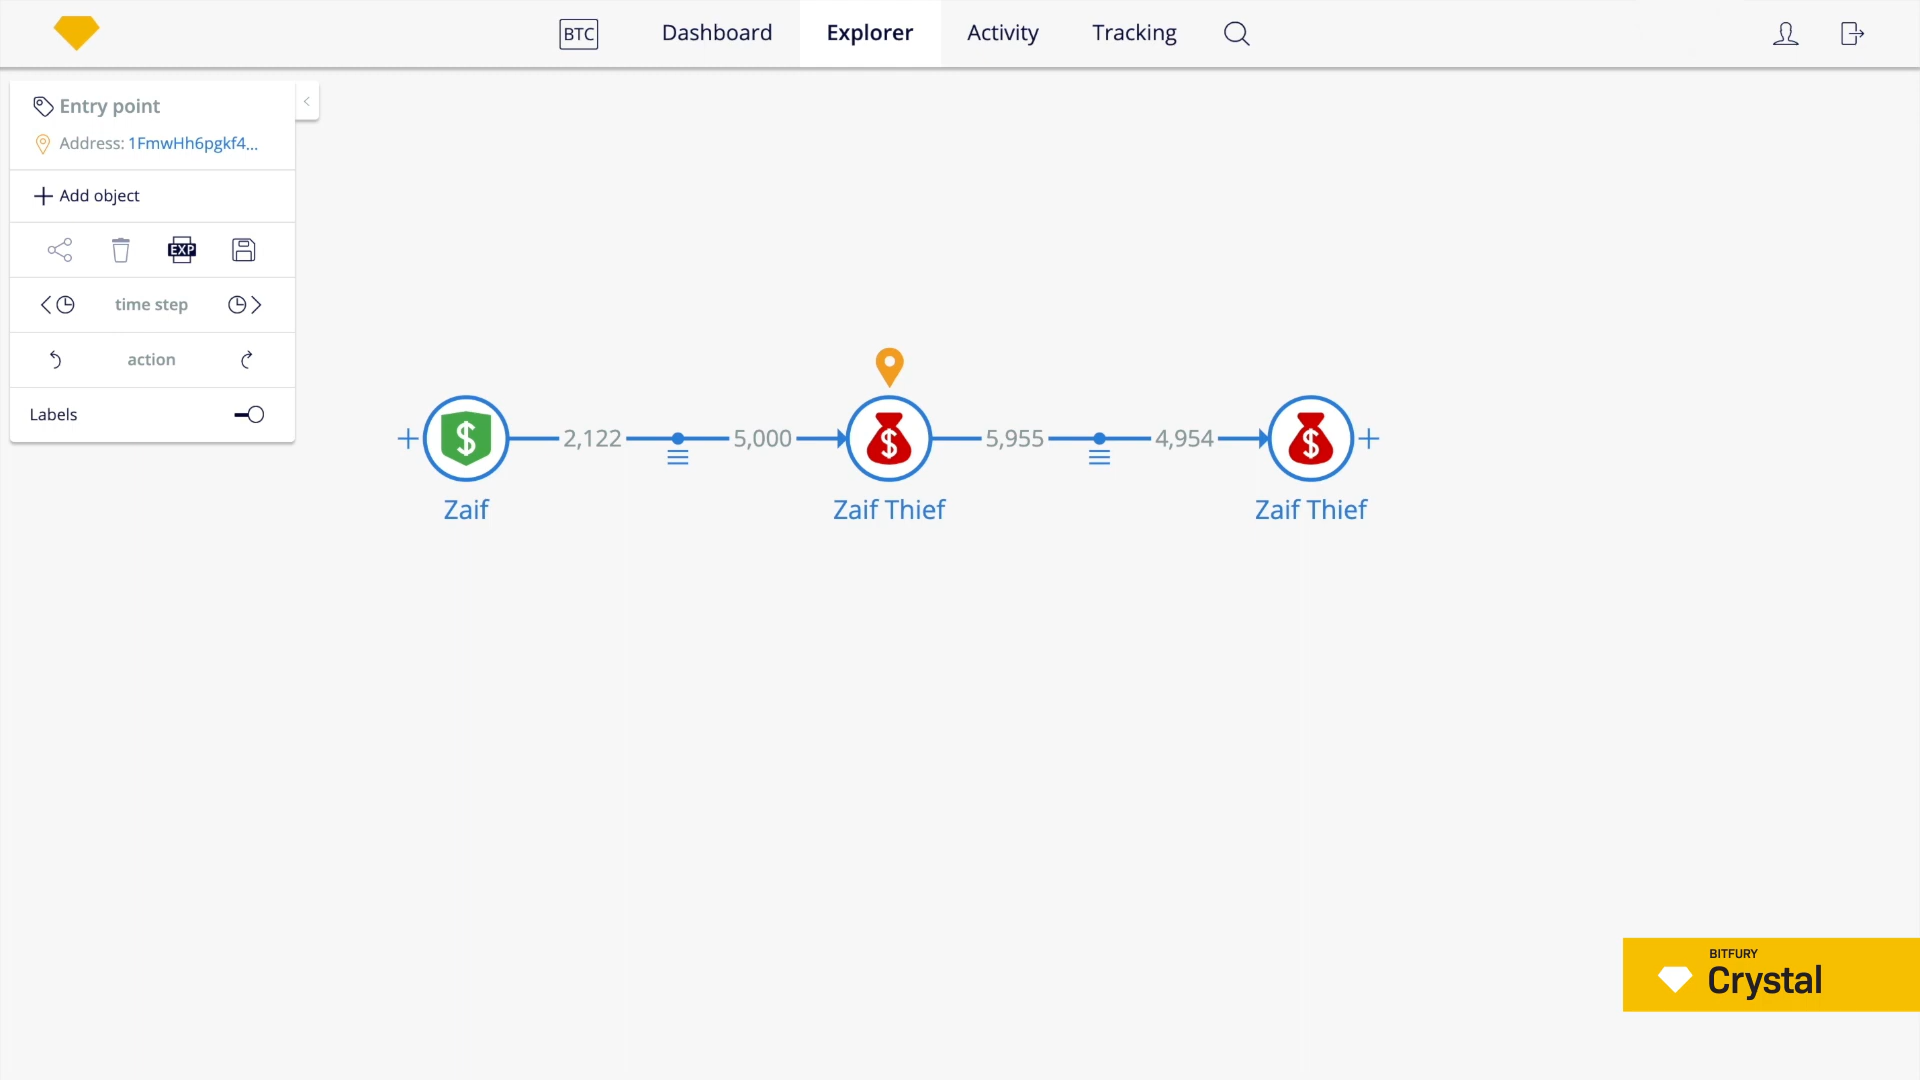 BTC
Dashboard
Explorer
Activity
Tracking
Entry point
Address: 1FmwHh6pgkf4...
Add object
EXP
time step
action
Labels
2,122
5,000
5,955
4,954
Zaif
Zaif Thief
Zaif Thief
BITFURY
Crystal